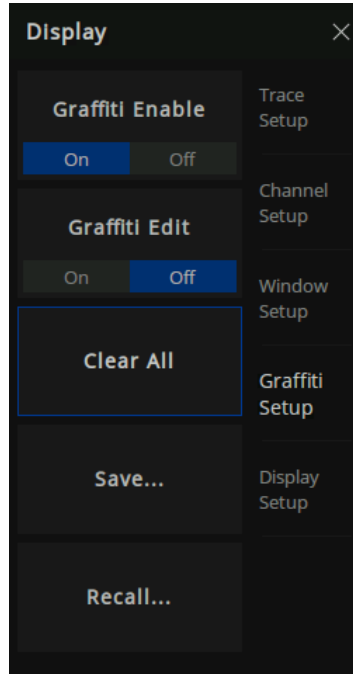 Display
Graffiti Enable
On Off
Graffiti Edit
On Off
Clear All
Save...
Recall...
Trace
Setup
Channel
Setup
Window
Setup
Graffiti
Setup
Display
Setup